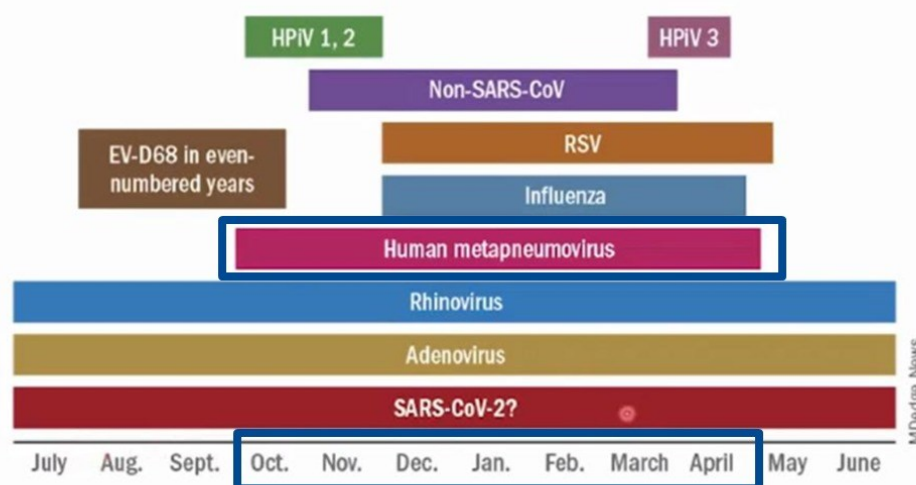 HPiV 1, 2
HPiV 3
Non-SARS-CoV
RSV
EV-D68 in even-
numbered years
Influenza
Human metapneumovirus
Rhinovirus
Adenovirus
SARS-CoV-2?
July Aug. Sept. Oct. Nov. Dec. Jan. Feb. March April May June
MDedge News